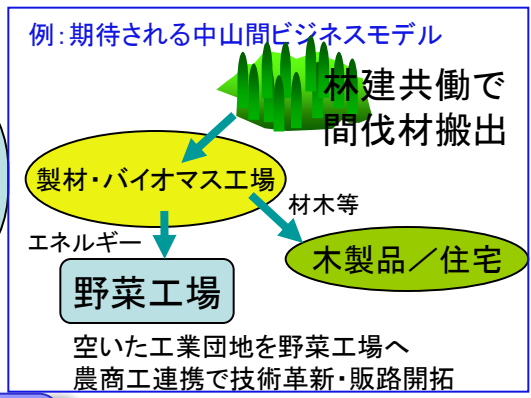 例：期待される中山間ビジネスモデル
林建共働で
間伐材搬出
製材・バイオマス工場
材木等
エネルギー
木製品／住宅
野菜工場
空いた工業団地を野菜工場へ
農商工連携で技術革新・販路開拓